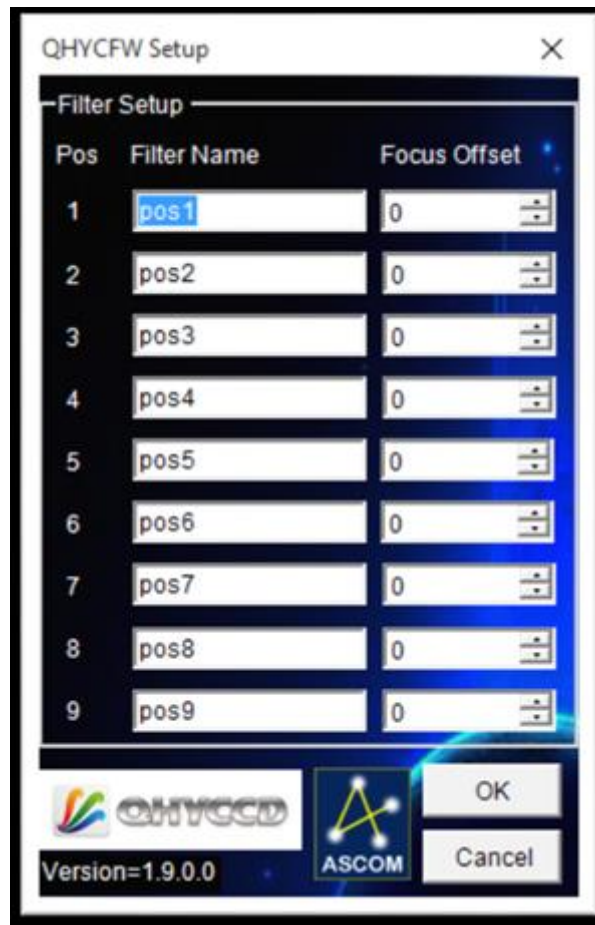 QHYCFW Setup
Filter Setup
Pos Filter Name Focus Offset
1 pos1 0
2 pos2 0
3 pos3 0
4 pos4 0
5 pos5 0
6 pos6 0
7 pos7 0
8 pos8 0
9 pos9 0
QHYCCD
ASCOM
OK
Cancel
Version=1.9.0.0